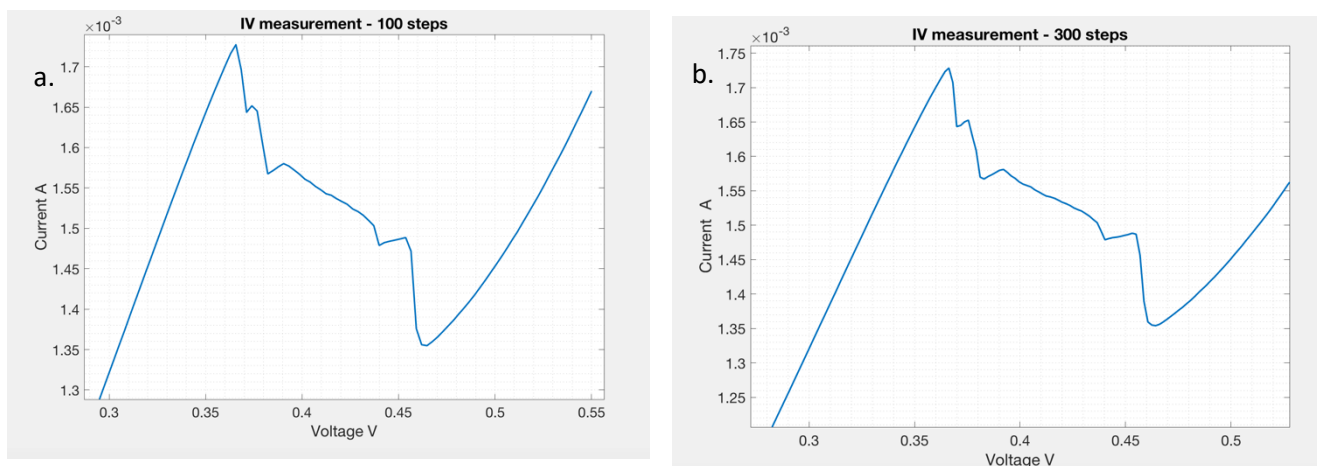 a.
IV measurement - 100 steps
×10⁻³
1.7
1.65
1.6
1.55
1.5
1.45
1.4
1.35
1.3
Current A
0.3 0.35 0.4 0.45 0.5 0.55
Voltage V
b.
IV measurement - 300 steps
×10⁻³
1.75
1.7
1.65
1.6
1.55
1.5
1.45
1.4
1.35
1.3
1.25
Current A
0.3 0.35 0.4 0.45 0.5
Voltage V